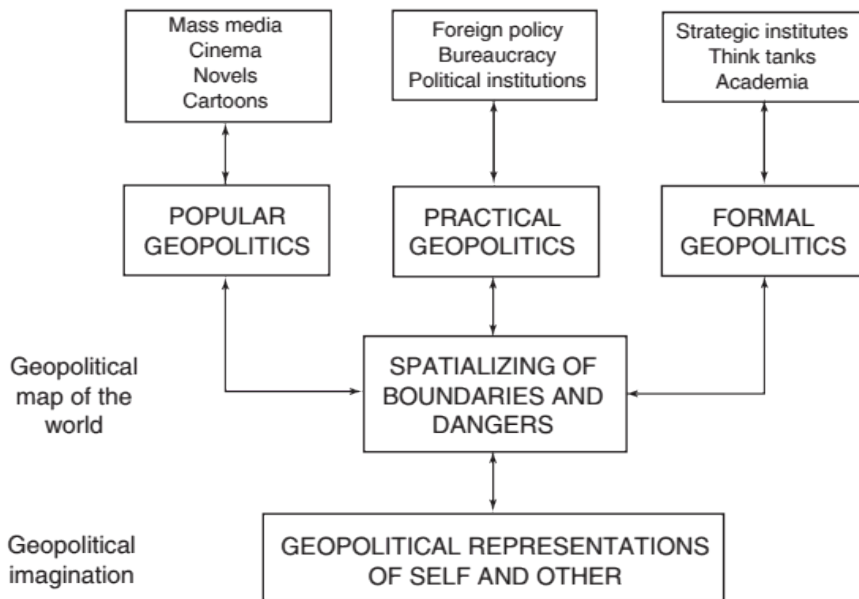 Mass media
Cinema
Novels
Cartoons
Foreign policy
Bureaucracy
Political institutions
Strategic institutes
Think tanks
Academia
POPULAR
GEOPOLITICS
PRACTICAL
GEOPOLITICS
FORMAL
GEOPOLITICS
Geopolitical
map of the
world
SPATIALIZING OF
BOUNDARIES AND
DANGERS
Geopolitical
imagination
GEOPOLITICAL REPRESENTATIONS
OF SELF AND OTHER